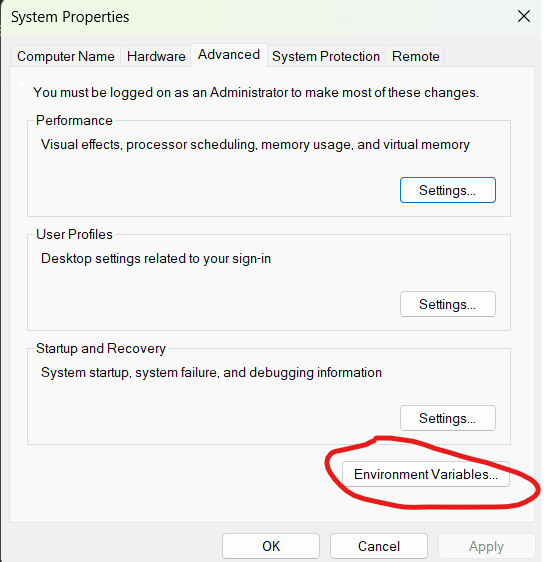 System Properties
Computer Name Hardware Advanced System Protection Remote
You must be logged on as an Administrator to make most of these changes.
Performance
Visual effects, processor scheduling, memory usage, and virtual memory
Settings...
User Profiles
Desktop settings related to your sign-in
Settings...
Startup and Recovery
System startup, system failure, and debugging information
Settings...
Environment Variables...
OK Cancel Apply